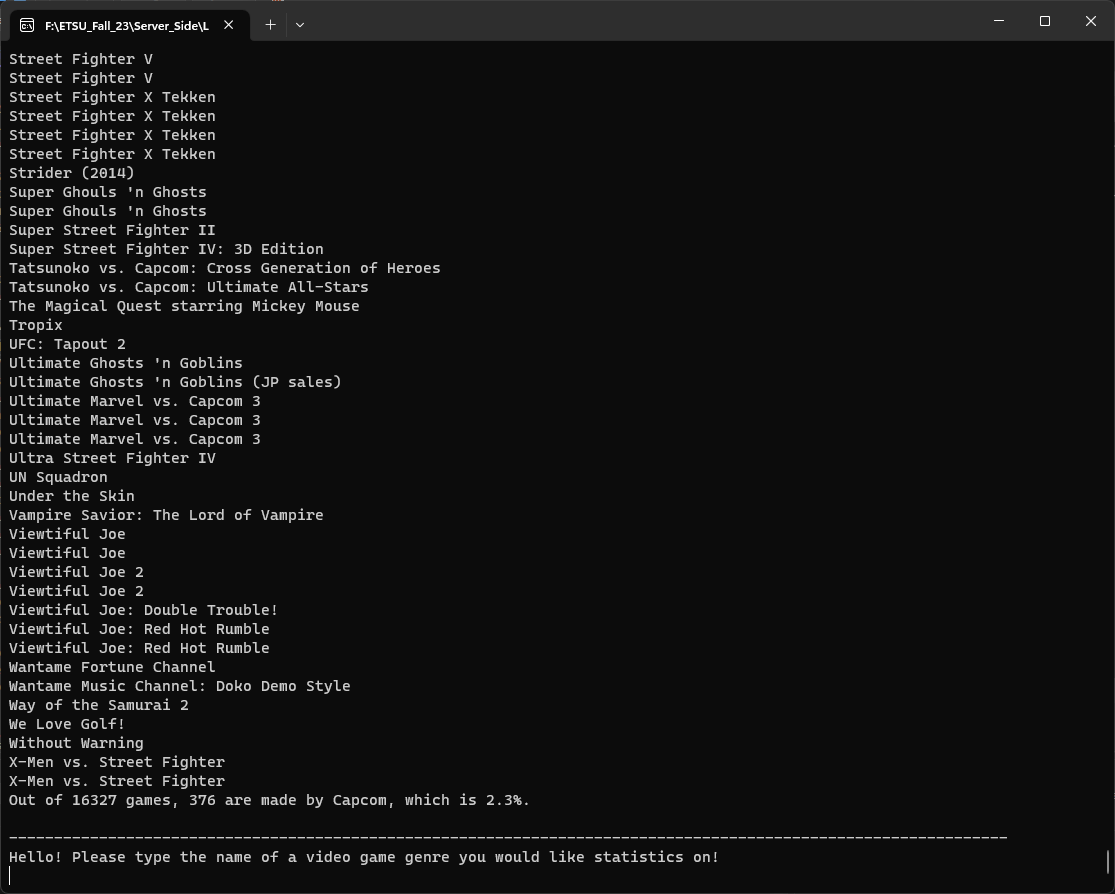 F:\ETSU_Fall_23\Server_Side\L
Street Fighter V
Street Fighter V
Street Fighter X Tekken
Street Fighter X Tekken
Street Fighter X Tekken
Street Fighter X Tekken
Strider (2014)
Super Ghouls 'n Ghosts
Super Ghouls 'n Ghosts
Super Street Fighter II
Super Street Fighter IV: 3D Edition
Tatsunoko vs. Capcom: Cross Generation of Heroes
Tatsunoko vs. Capcom: Ultimate All-Stars
The Magical Quest starring Mickey Mouse
Tropix
UFC: Tapout 2
Ultimate Ghosts 'n Goblins
Ultimate Ghosts 'n Goblins (JP sales)
Ultimate Marvel vs. Capcom 3
Ultimate Marvel vs. Capcom 3
Ultimate Marvel vs. Capcom 3
Ultra Street Fighter IV
UN Squadron
Under the Skin
Vampire Savior: The Lord of Vampire
Viewtiful Joe
Viewtiful Joe
Viewtiful Joe 2
Viewtiful Joe 2
Viewtiful Joe: Double Trouble!
Viewtiful Joe: Red Hot Rumble
Viewtiful Joe: Red Hot Rumble
Wantame Fortune Channel
Wantame Music Channel: Doko Demo Style
Way of the Samurai 2
We Love Golf!
Without Warning
X-Men vs. Street Fighter
X-Men vs. Street Fighter
Out of 16327 games, 376 are made by Capcom, which is 2.3%.
---------------------------------------------------------------------------------------------------------------
Hello! Please type the name of a video game genre you would like statistics on!